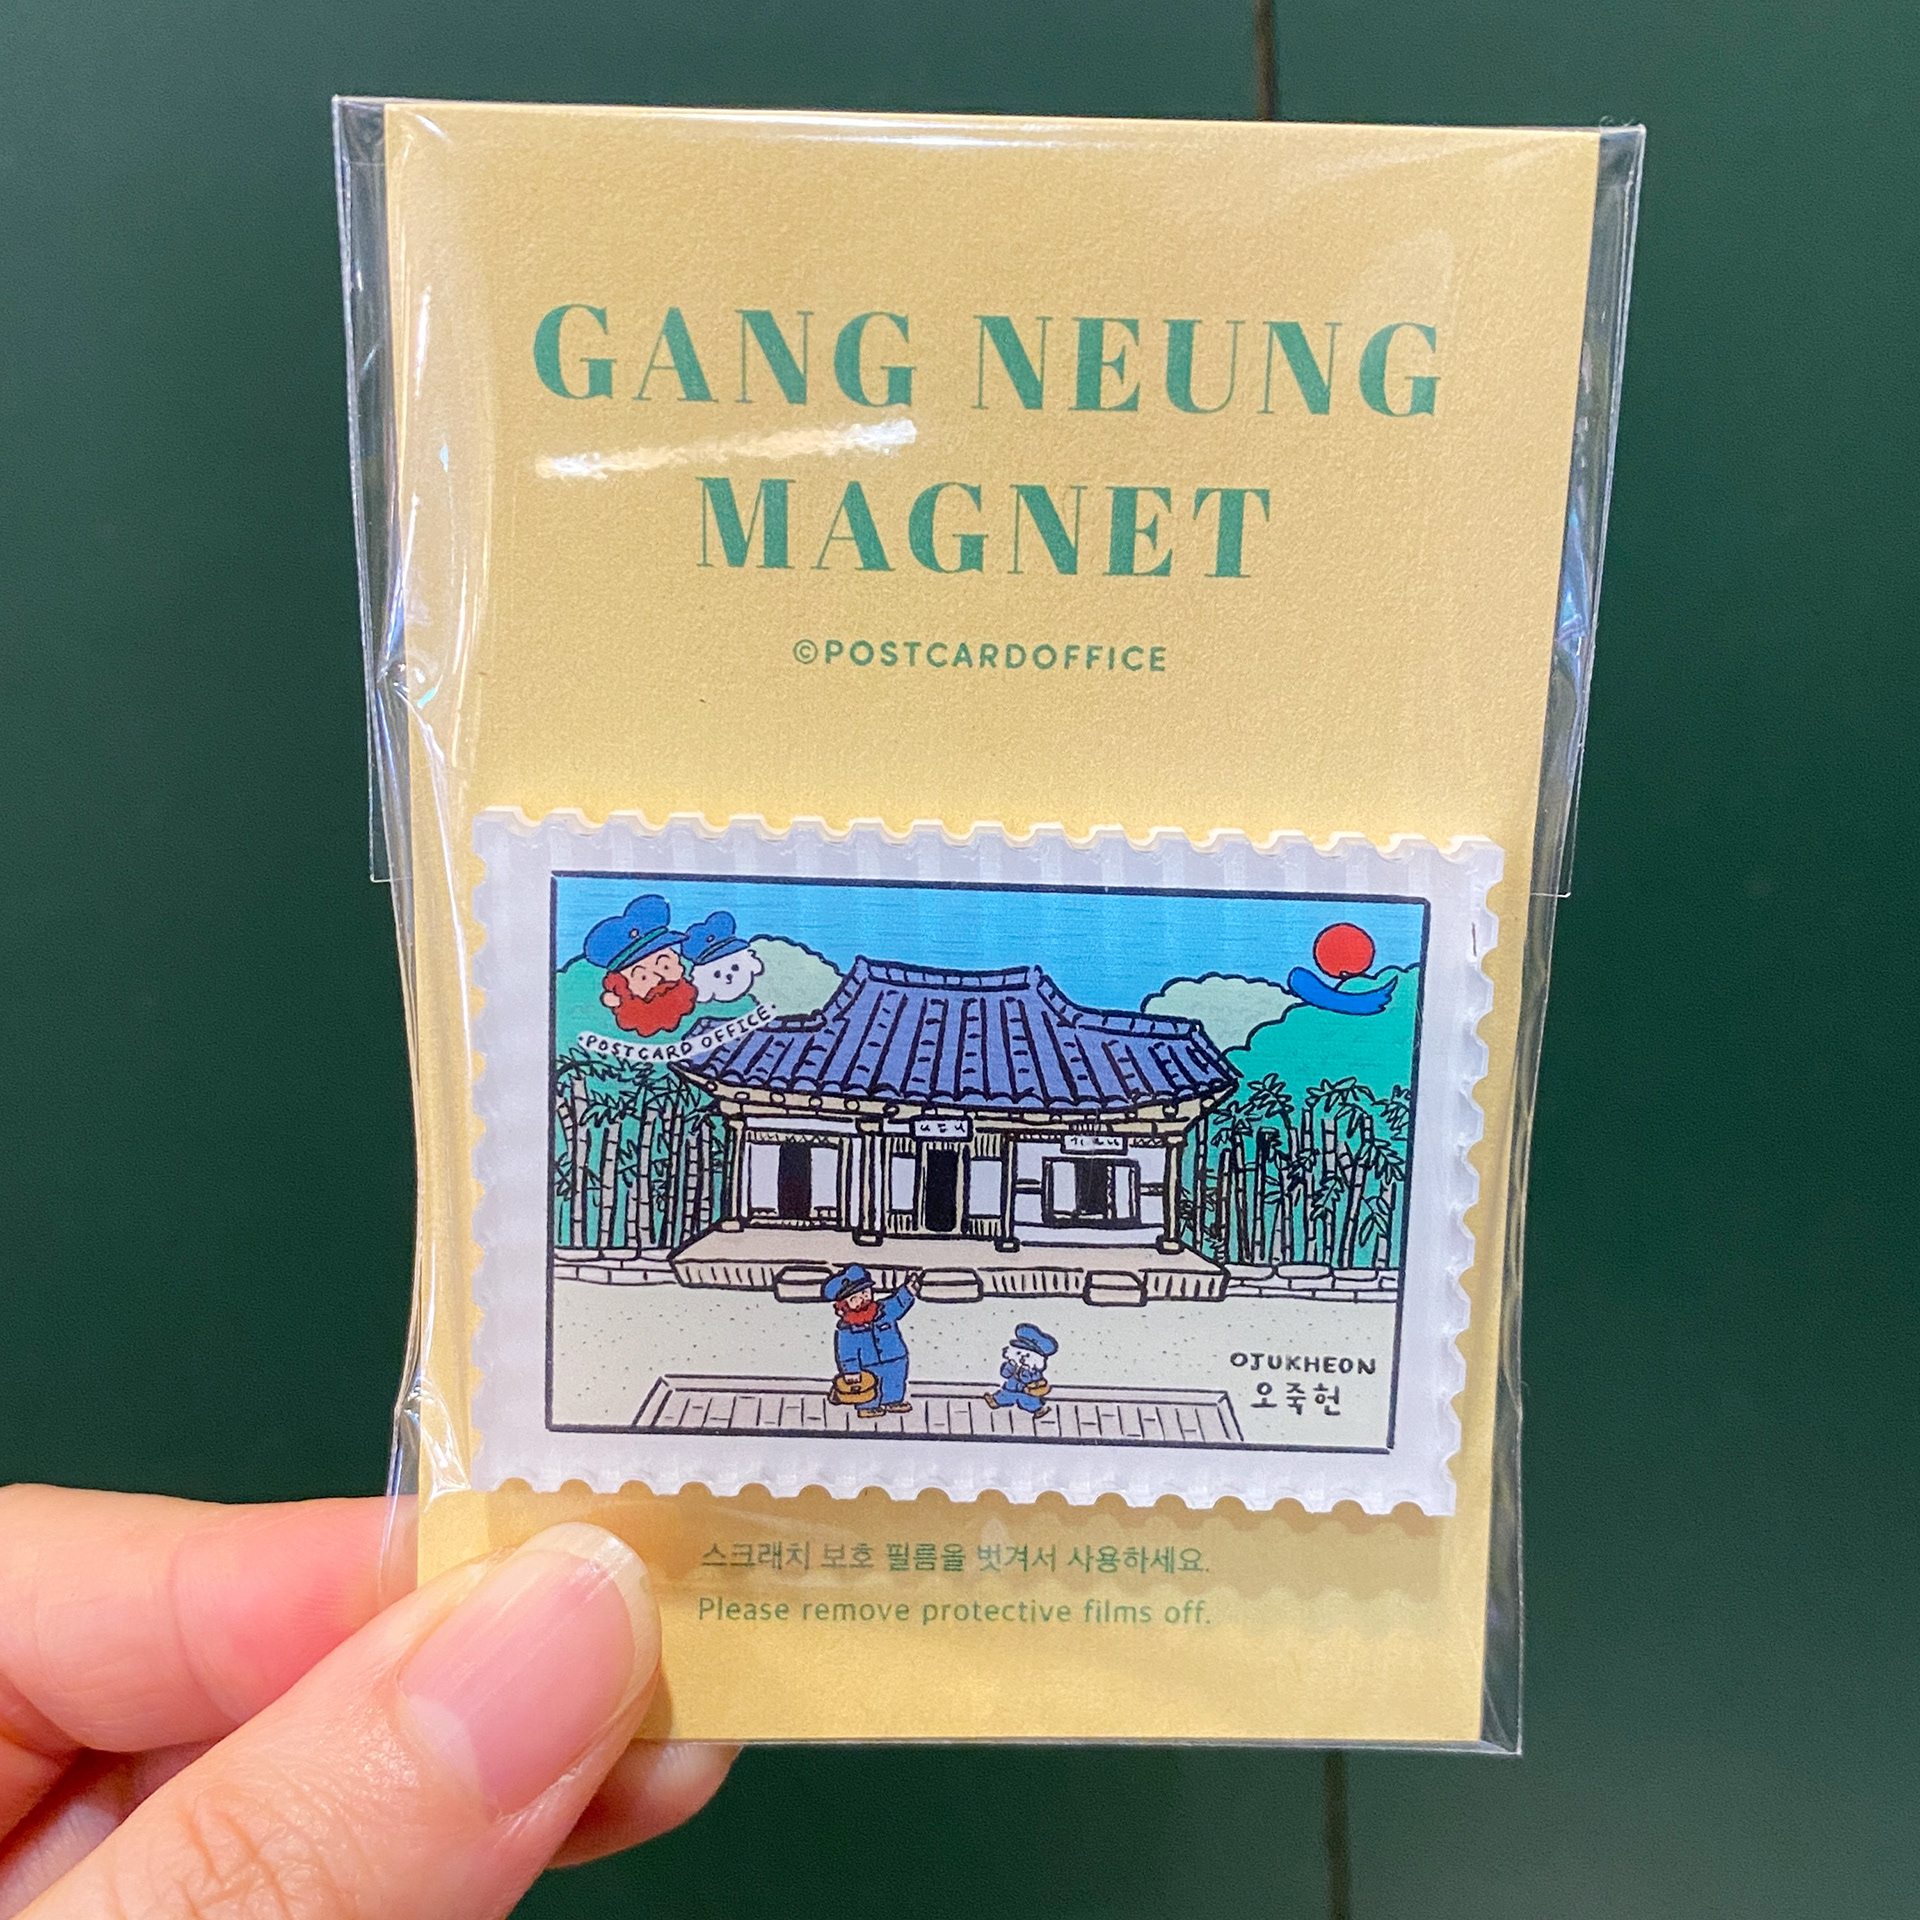 GANG NEUNG
MAGNET
©POSTCARDOFFICE
·POSTCARD OFFICE·
OJUKHEON
오죽헌
스크래치 보호 필름을 벗겨서 사용하세요.
Please remove protective films off.